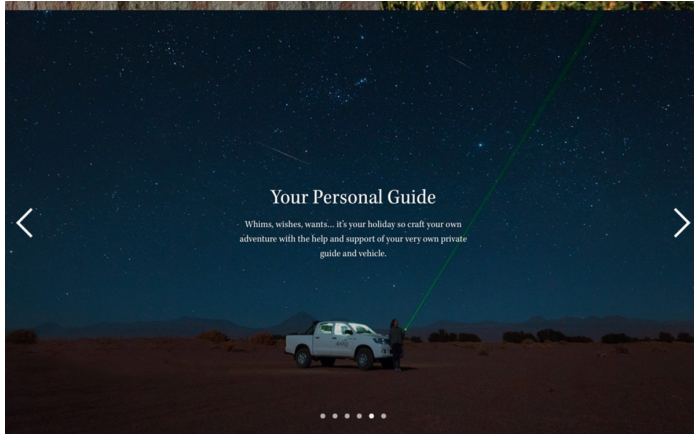 Your Personal Guide
Whims, wishes, wants... it's your holiday so craft your own
adventure with the help and support of your very own private
guide and vehicle.